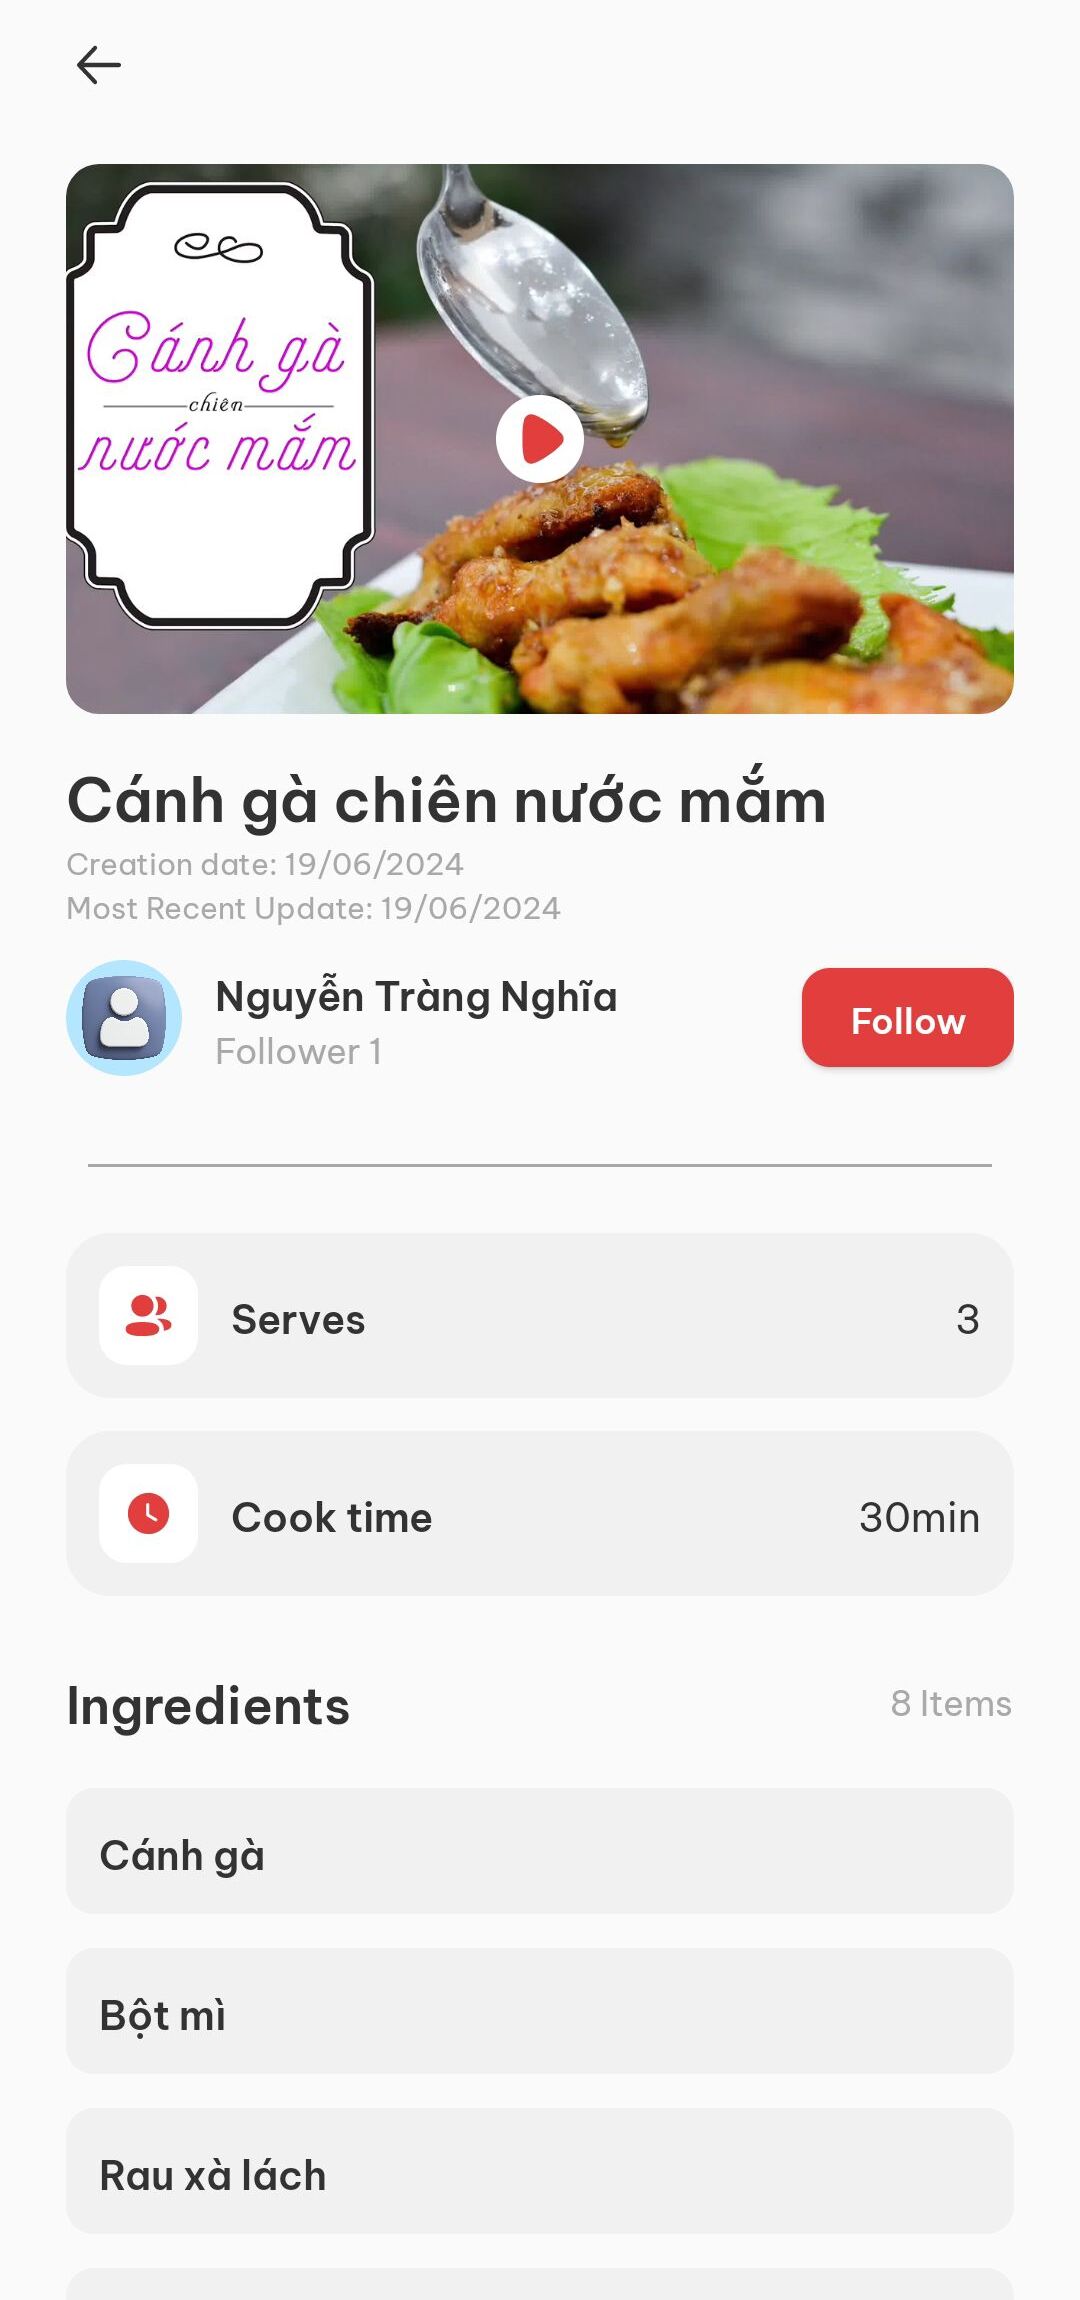 Cánh gà
chiên
nước mắm
Cánh gà chiên nước mắm
Creation date: 19/06/2024
Most Recent Update: 19/06/2024
Nguyễn Tràng Nghĩa
Follower 1
Follow
Serves
3
Cook time
30min
Ingredients
8 Items
Cánh gà
Bột mì
Rau xà lách